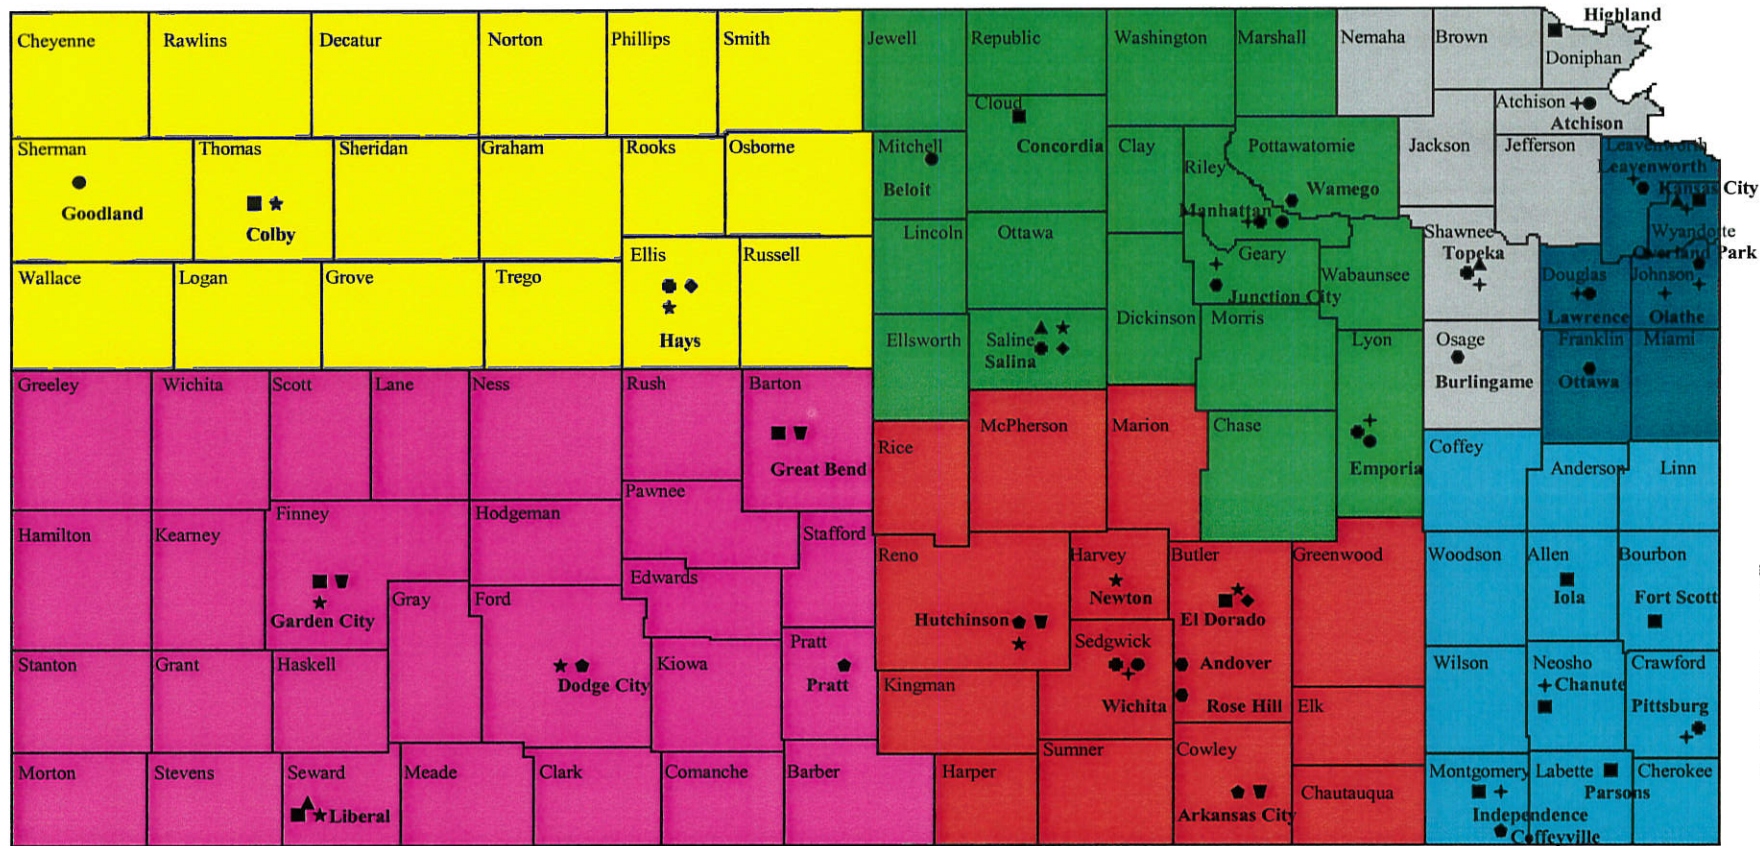 Highland
Cheyenne Rawlins Decatur Norton Phillips Smith Jewell Republic Washington Marshall Nemaha Brown
Doniphan
Atchison
Cloud
Atchison
Sherman Thomas Sheridan Graham Rooks Osborne Mitchell Concordia Clay Pottawatomie Jackson Jefferson Leavenworth
Riley Leavenworth
Beloit Wamego Kansas City
Goodland Manhattan
Colby Lincoln Ottawa Shawnee Wyandotte
Ellis Russell Geary Topeka Overland Park
Wallace Logan Grove Trego Wabaunsee Douglas Johnson
Junction City
Dickinson Morris Lawrence Olathe
Hays Ellsworth Saline Lyon Osage Franklin Miami
Salina
Greeley Wichita Scott Lane Ness Rush Barton Burlingame Ottawa
McPherson Marion Chase
Rice Coffey
Great Bend Emporia Anderson Linn
Pawnee
Finney Hodgeman
Hamilton Kearney Stafford
Reno Harvey Butler Greenwood Woodson Allen Bourbon
Edwards
Gray Ford Newton Iola Fort Scott
Garden City Hutchinson El Dorado
Pratt Sedgwick
Stanton Grant Haskell Kiowa Andover Wilson Neosho Crawford
Dodge City Pratt Kingman Chanute
Wichita Rose Hill Elk Pittsburg
Sumner Cowley
Morton Stevens Seward Meade Clark Comanche Barber Harper Montgomery Labette Cherokee
Chautauqua Parsons
Liberal Arkansas City Independence
Coffeyville